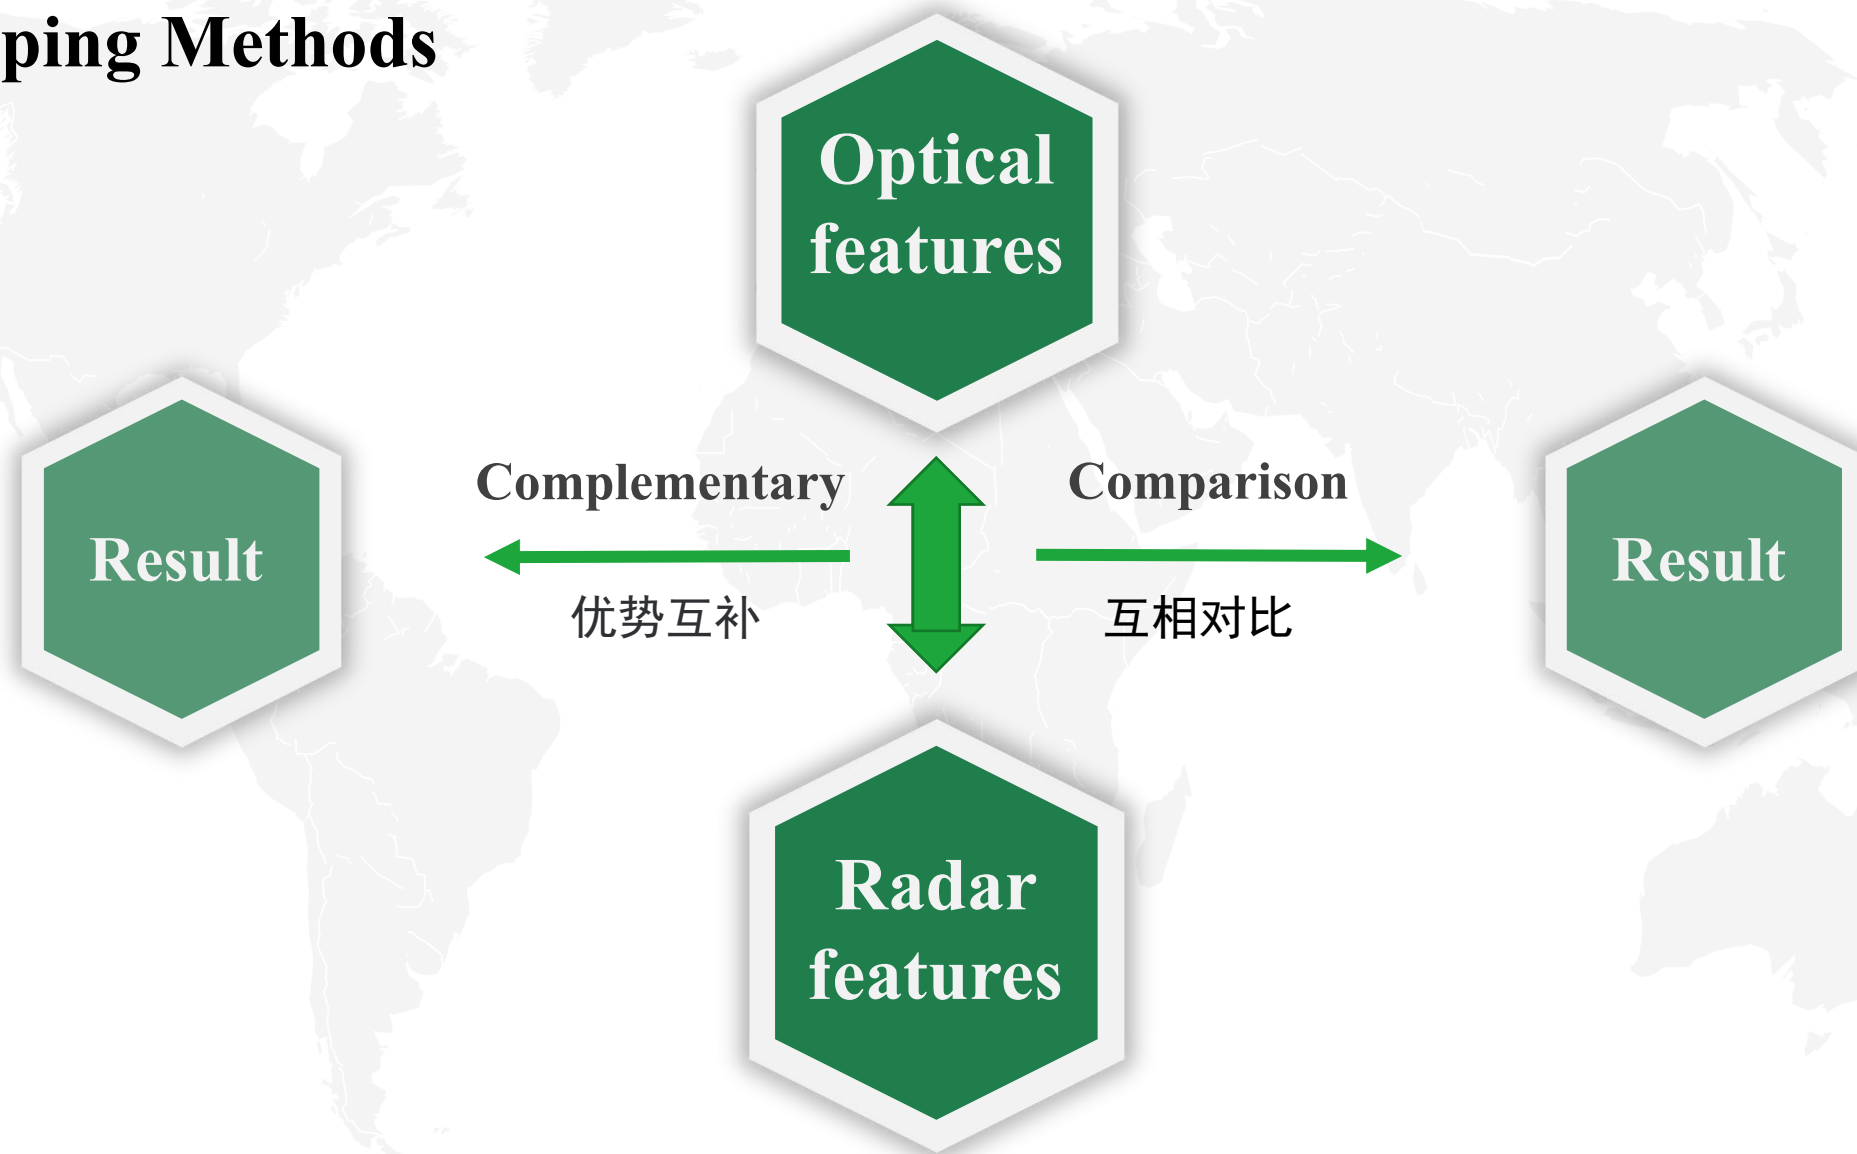 ping Methods
Optical
features
Complementary
Comparison
Result
Result
优势互补
互相对比
Radar
features